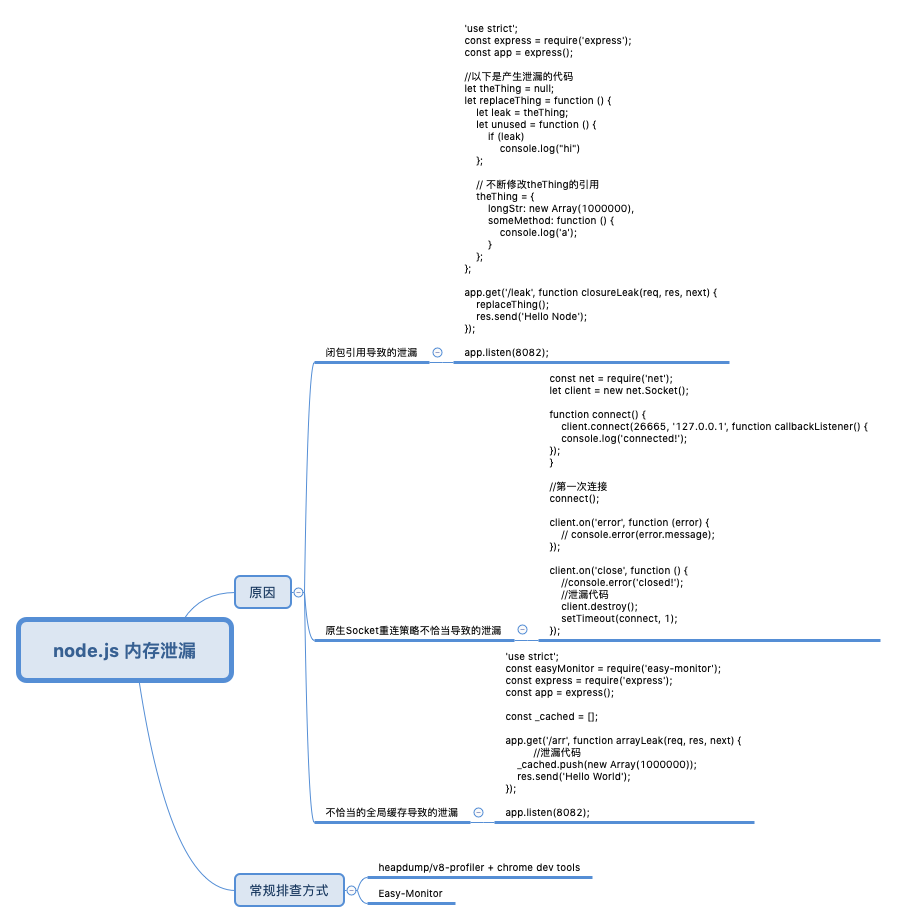 node.js 内存泄漏
原因
闭包引用导致的泄漏
'use strict';
const express = require('express');
const app = express();

//以下是产生泄漏的代码
let theThing = null;
let replaceThing = function () {
    let leak = theThing;
    let unused = function () {
        if (leak)
            console.log("hi")
    };

    // 不断修改theThing的引用
    theThing = {
        longStr: new Array(1000000),
        someMethod: function () {
            console.log('a');
        }
    };
};

app.get('/leak', function closureLeak(req, res, next) {
    replaceThing();
    res.send('Hello Node');
});

app.listen(8082);
原生Socket重连策略不恰当导致的泄漏
const net = require('net');
let client = new net.Socket();

function connect() {
    client.connect(26665, '127.0.0.1', function callbackListener() {
    console.log('connected!');
});
}

//第一次连接
connect();

client.on('error', function (error) {
    // console.error(error.message);
});

client.on('close', function () {
    //console.error('closed!');
    //泄漏代码
    client.destroy();
    setTimeout(connect, 1);
});
不恰当的全局缓存导致的泄漏
'use strict';
const easyMonitor = require('easy-monitor');
const express = require('express');
const app = express();

const _cached = [];

app.get('/arr', function arrayLeak(req, res, next) {
        //泄漏代码
    _cached.push(new Array(1000000));
    res.send('Hello World');
});

app.listen(8082);
常规排查方式
heapdump/v8-profiler + chrome dev tools
Easy-Monitor